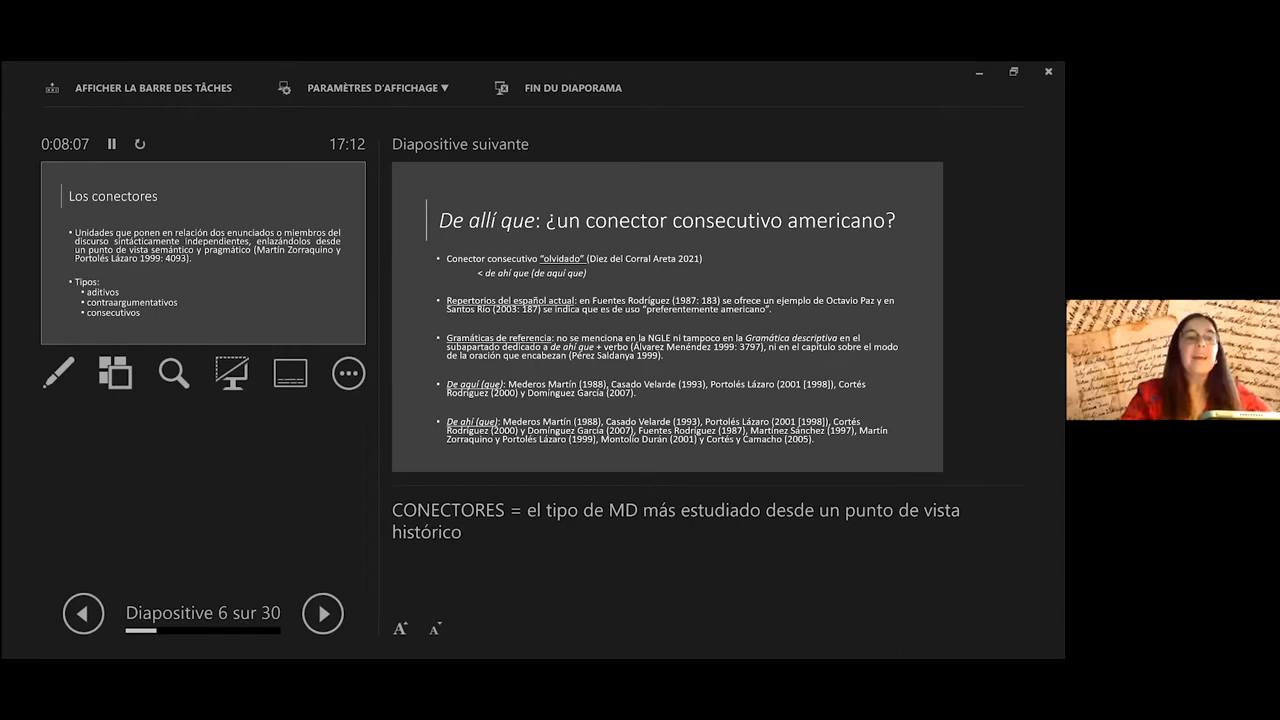 AFFICHER LA BARRE DES TÂCHES
PARAMÈTRES D'AFFICHAGE ▼
FIN DU DIAPORAMA
0:08:07
17:12
Los conectores
• Unidades que ponen en relación dos enunciados o miembros del
discurso sintácticamente independientes, enlazándolos desde
un punto de vista semántico y pragmático (Martín Zorraquino y
Portolés Lázaro 1999: 4093).
• Tipos:
• aditivos
• contraargumentativos
• consecutivos
Diapositive 6 sur 30
Diapositive suivante
De allí que: ¿un conector consecutivo americano?
• Conector consecutivo "olvidado" (Diez del Corral Areta 2021)
< de ahí que (de aquí que)
• Repertorios del español actual: en Fuentes Rodríguez (1987: 183) se ofrece un ejemplo de Octavio Paz y en
Santos Río (2003: 187) se indica que es de uso "preferentemente americano".
• Gramáticas de referencia: no se menciona en la NGLE ni tampoco en la Gramática descriptiva en el
subapartado dedicado a de ahí que + verbo (Álvarez Menéndez 1999: 3797), ni en el capítulo sobre el modo
de la oración que encabezan (Pérez Saldanya 1999).
• De aquí (que): Mederos Martín (1988), Casado Velarde (1993), Portolés Lázaro (2001 [1998]), Cortés
Rodríguez (2000) y Domínguez García (2007).
• De ahí (que): Mederos Martín (1988), Casado Velarde (1993), Portolés Lázaro (2001 [1998]), Cortés
Rodríguez (2000) y Domínguez García (2007), Fuentes Rodríguez (1987), Martínez Sánchez (1997), Martín
Zorraquino y Portolés Lázaro (1999), Montolío Durán (2001) y Cortés y Camacho (2005).
CONECTORES = el tipo de MD más estudiado desde un punto de vista
histórico
A A